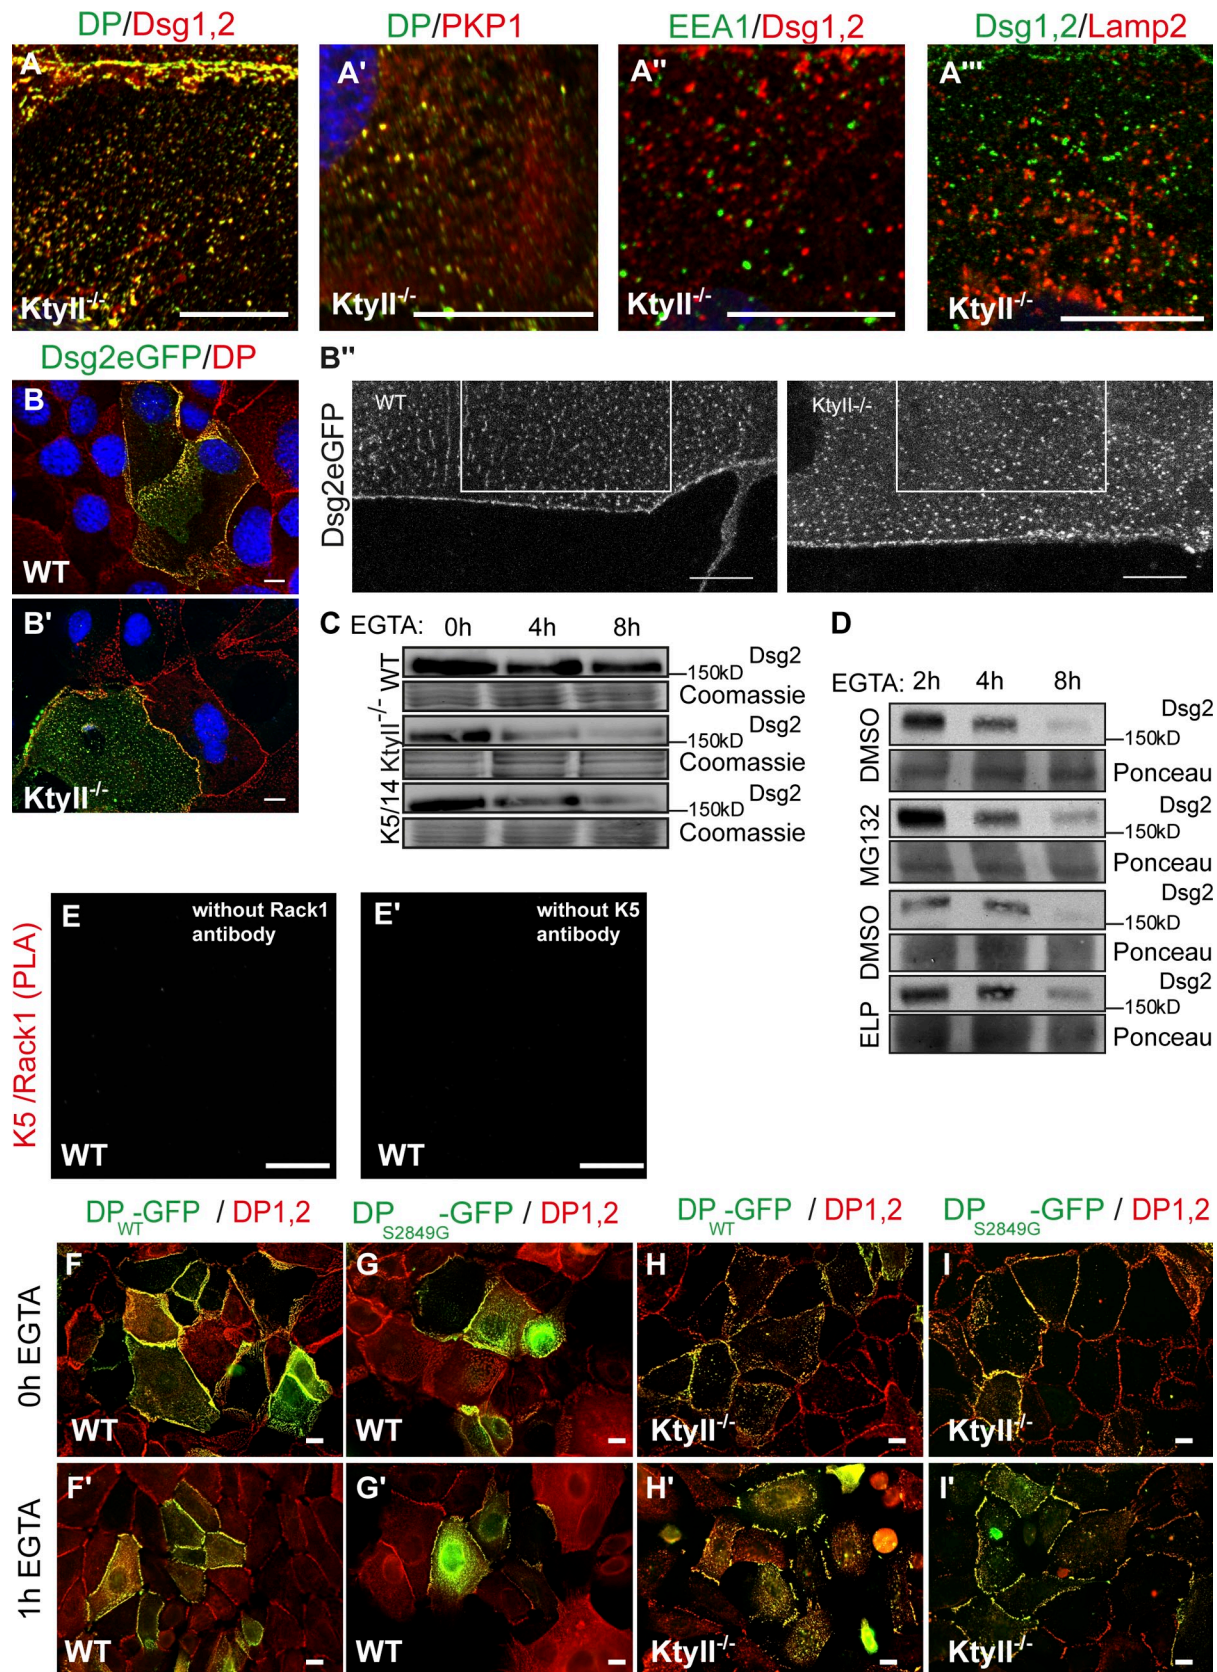 DP/Dsg1,2
DP/PKP1
EEA1/Dsg1,2
Dsg1,2/Lamp2
A
KtyII-/-
A'
KtyII-/-
A''
KtyII-/-
A'''
KtyII-/-
Dsg2eGFP/DP
B
WT
B'
KtyII-/-
B"
Dsg2eGFP
WT
KtyII-/-
C
EGTA: 0h 4h 8h
WT
Dsg2
150kD
Coomassie
KtyII-/-
Dsg2
150kD
Coomassie
K5/14
Dsg2
150kD
Coomassie
D
EGTA: 2h 4h 8h
DMSO
Dsg2
150kD
Ponceau
MG132
Dsg2
150kD
Ponceau
DMSO
Dsg2
150kD
Ponceau
ELP
Dsg2
150kD
Ponceau
K5 /Rack1 (PLA)
E
without Rack1
antibody
WT
E'
without K5
antibody
WT
DPWT-GFP / DP1,2
DPS2849G-GFP / DP1,2
DPWT-GFP / DP1,2
DPS2849G-GFP / DP1,2
0h EGTA
F
WT
G
WT
H
KtyII-/-
I
KtyII-/-
1h EGTA
F'
WT
G'
WT
H'
KtyII-/-
I'
KtyII-/-